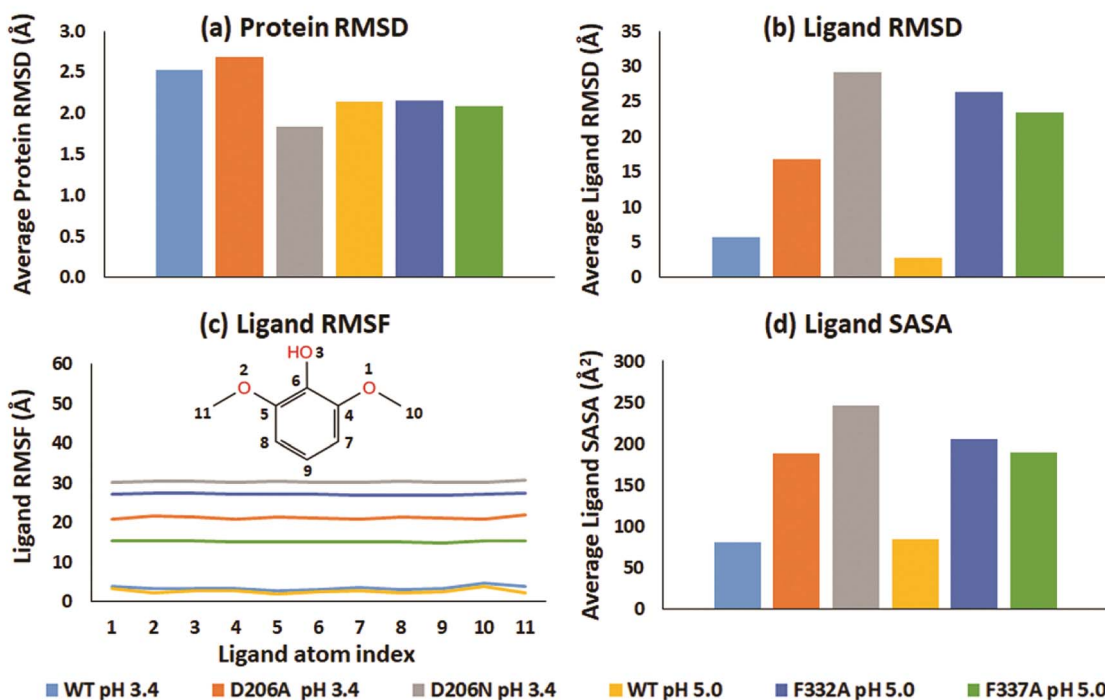 (a) Protein RMSD
Average Protein RMSD (Å)
3.0
2.5
2.0
1.5
1.0
0.5
0.0
(b) Ligand RMSD
Average Ligand RMSD (Å)
35
30
25
20
15
10
5
0
(c) Ligand RMSF
Ligand RMSF (Å)
60
50
40
30
20
10
0
HO 3
2 1
O 6 O
11 5 4 10
8 7
9
1 2 3 4 5 6 7 8 9 10 11
Ligand atom index
(d) Ligand SASA
Average Ligand SASA (Å²)
300
250
200
150
100
50
0
WT pH 3.4 D206A pH 3.4 D206N pH 3.4 WT pH 5.0 F332A pH 5.0 F337A pH 5.0